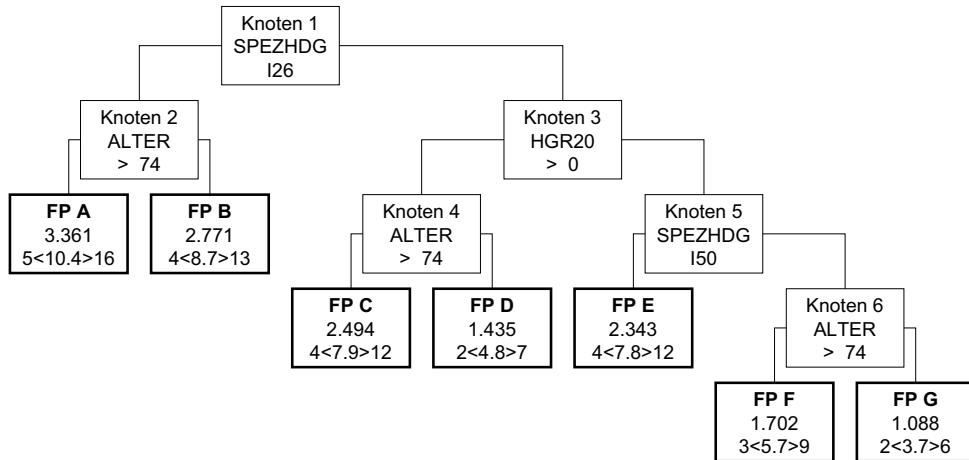 Knoten 1
SPEZHDG
I26
Knoten 2
ALTER
> 74
Knoten 3
HGR20
> 0
FP A
3.361
5<10.4>16
FP B
2.771
4<8.7>13
Knoten 4
ALTER
> 74
Knoten 5
SPEZHDG
I50
FP C
2.494
4<7.9>12
FP D
1.435
2<4.8>7
FP E
2.343
4<7.8>12
Knoten 6
ALTER
> 74
FP F
1.702
3<5.7>9
FP G
1.088
2<3.7>6